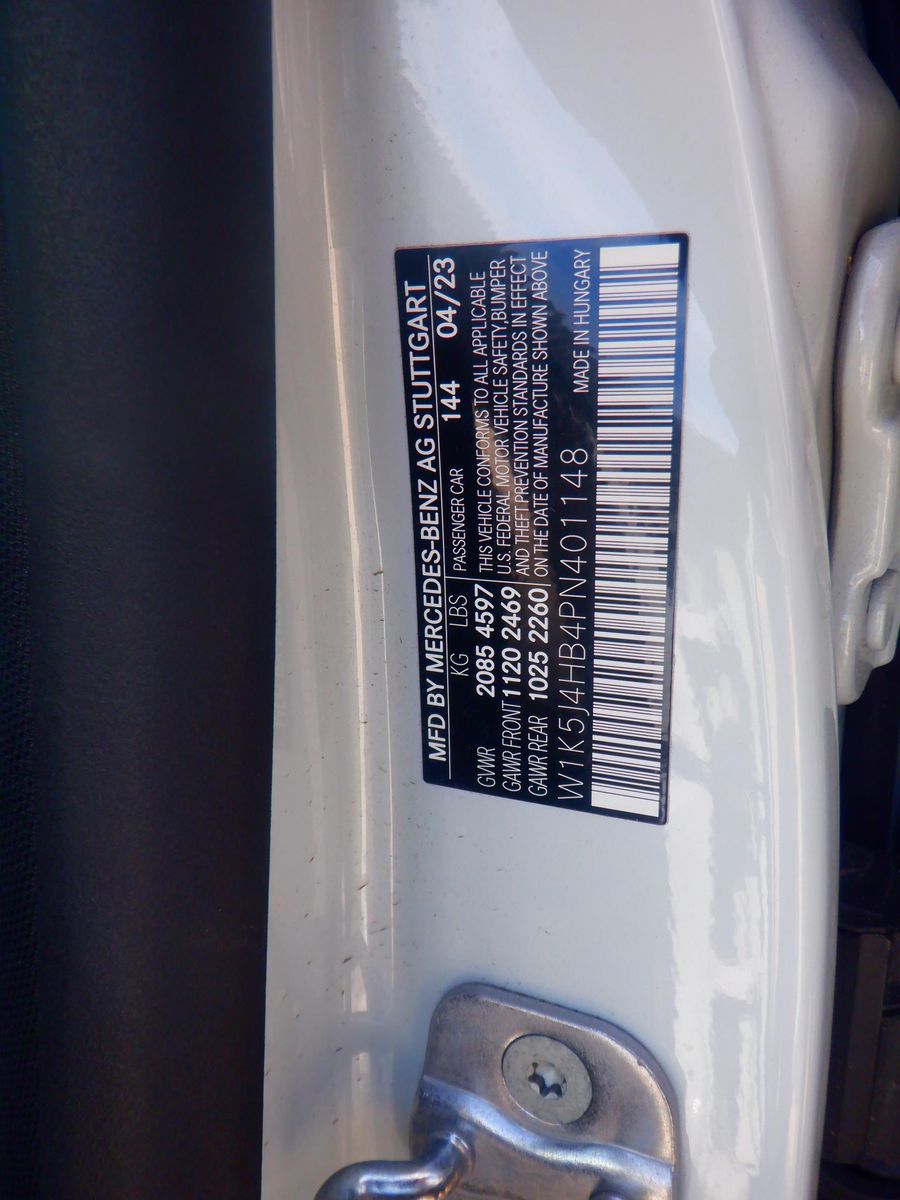 MFD BY MERCEDES-BENZ AG STUTTGART
KG LBS PASSENGER CAR 144 04/23
GVWR 2085 4597 THIS VEHICLE CONFORMS TO ALL APPLICABLE
GAWR FRONT 1120 2469 U.S. FEDERAL MOTOR VEHICLE SAFETY,BUMPER
AND THEFT PREVENTION STANDARDS IN EFFECT
GAWR REAR 1025 2260 ON THE DATE OF MANUFACTURE SHOWN ABOVE
W1K5J4HB4PN401148 MADE IN HUNGARY